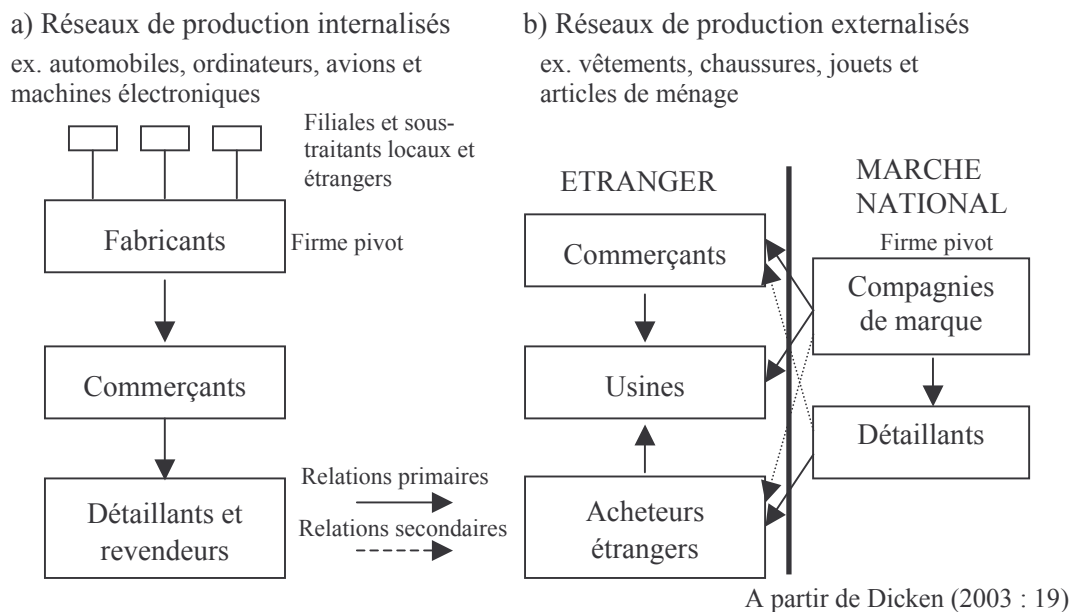 a) Réseaux de production internalisés
ex. automobiles, ordinateurs, avions et
machines électroniques
Filiales et sous-
traitants locaux et
étrangers
Fabricants
Firme pivot
Commerçants
Détaillants et
revendeurs
Relations primaires
Relations secondaires
b) Réseaux de production externalisés
ex. vêtements, chaussures, jouets et
articles de ménage
ETRANGER
MARCHE
NATIONAL
Firme pivot
Commerçants
Compagnies
de marque
Usines
Détaillants
Acheteurs
étrangers
A partir de Dicken (2003 : 19)